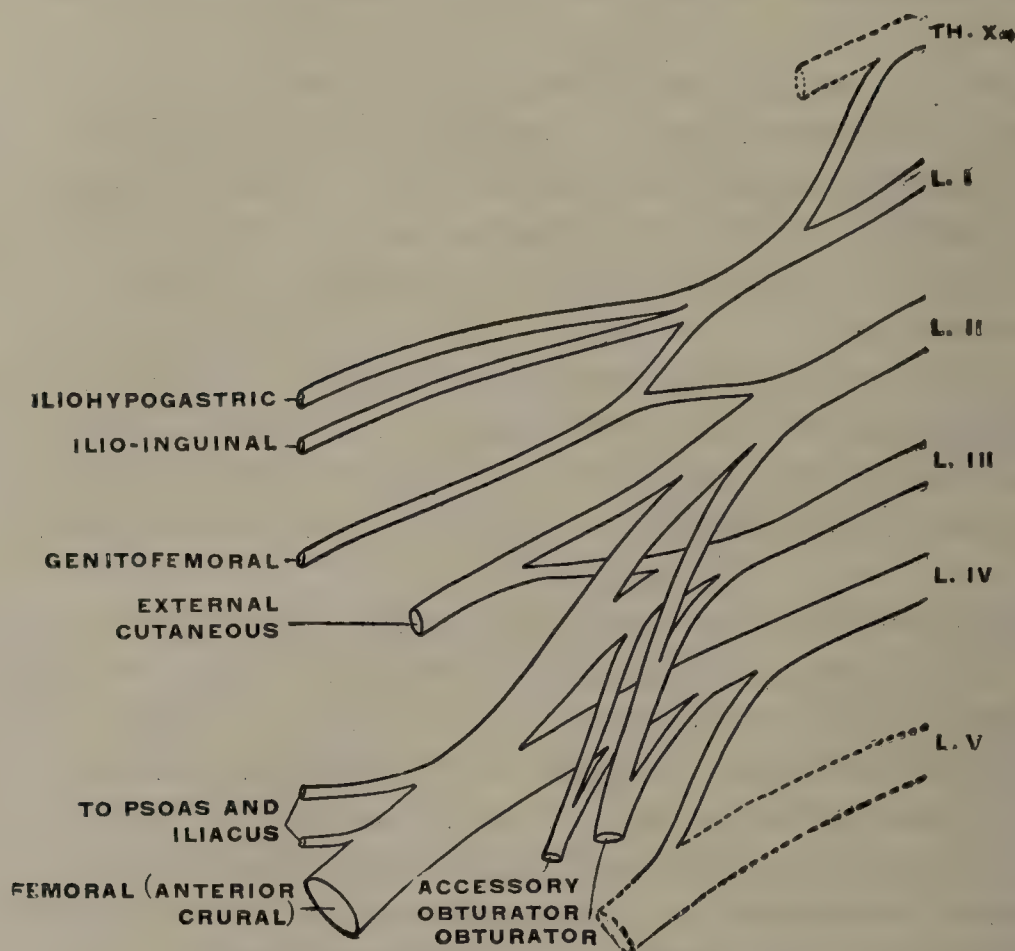 TH.
L. I
L. II
ILIOHYPOGASTRIC
ILIO-INGUINAL
L. III
GENITOFEMORAL
L. IV
EXTERNAL
CUTANEOUS
L. V
TO PSOAS AND
ILIACUS
FEMORAL (ANTERIOR
CRURAL)
ACCESSORY
OBTURATOR
OBTURATOR